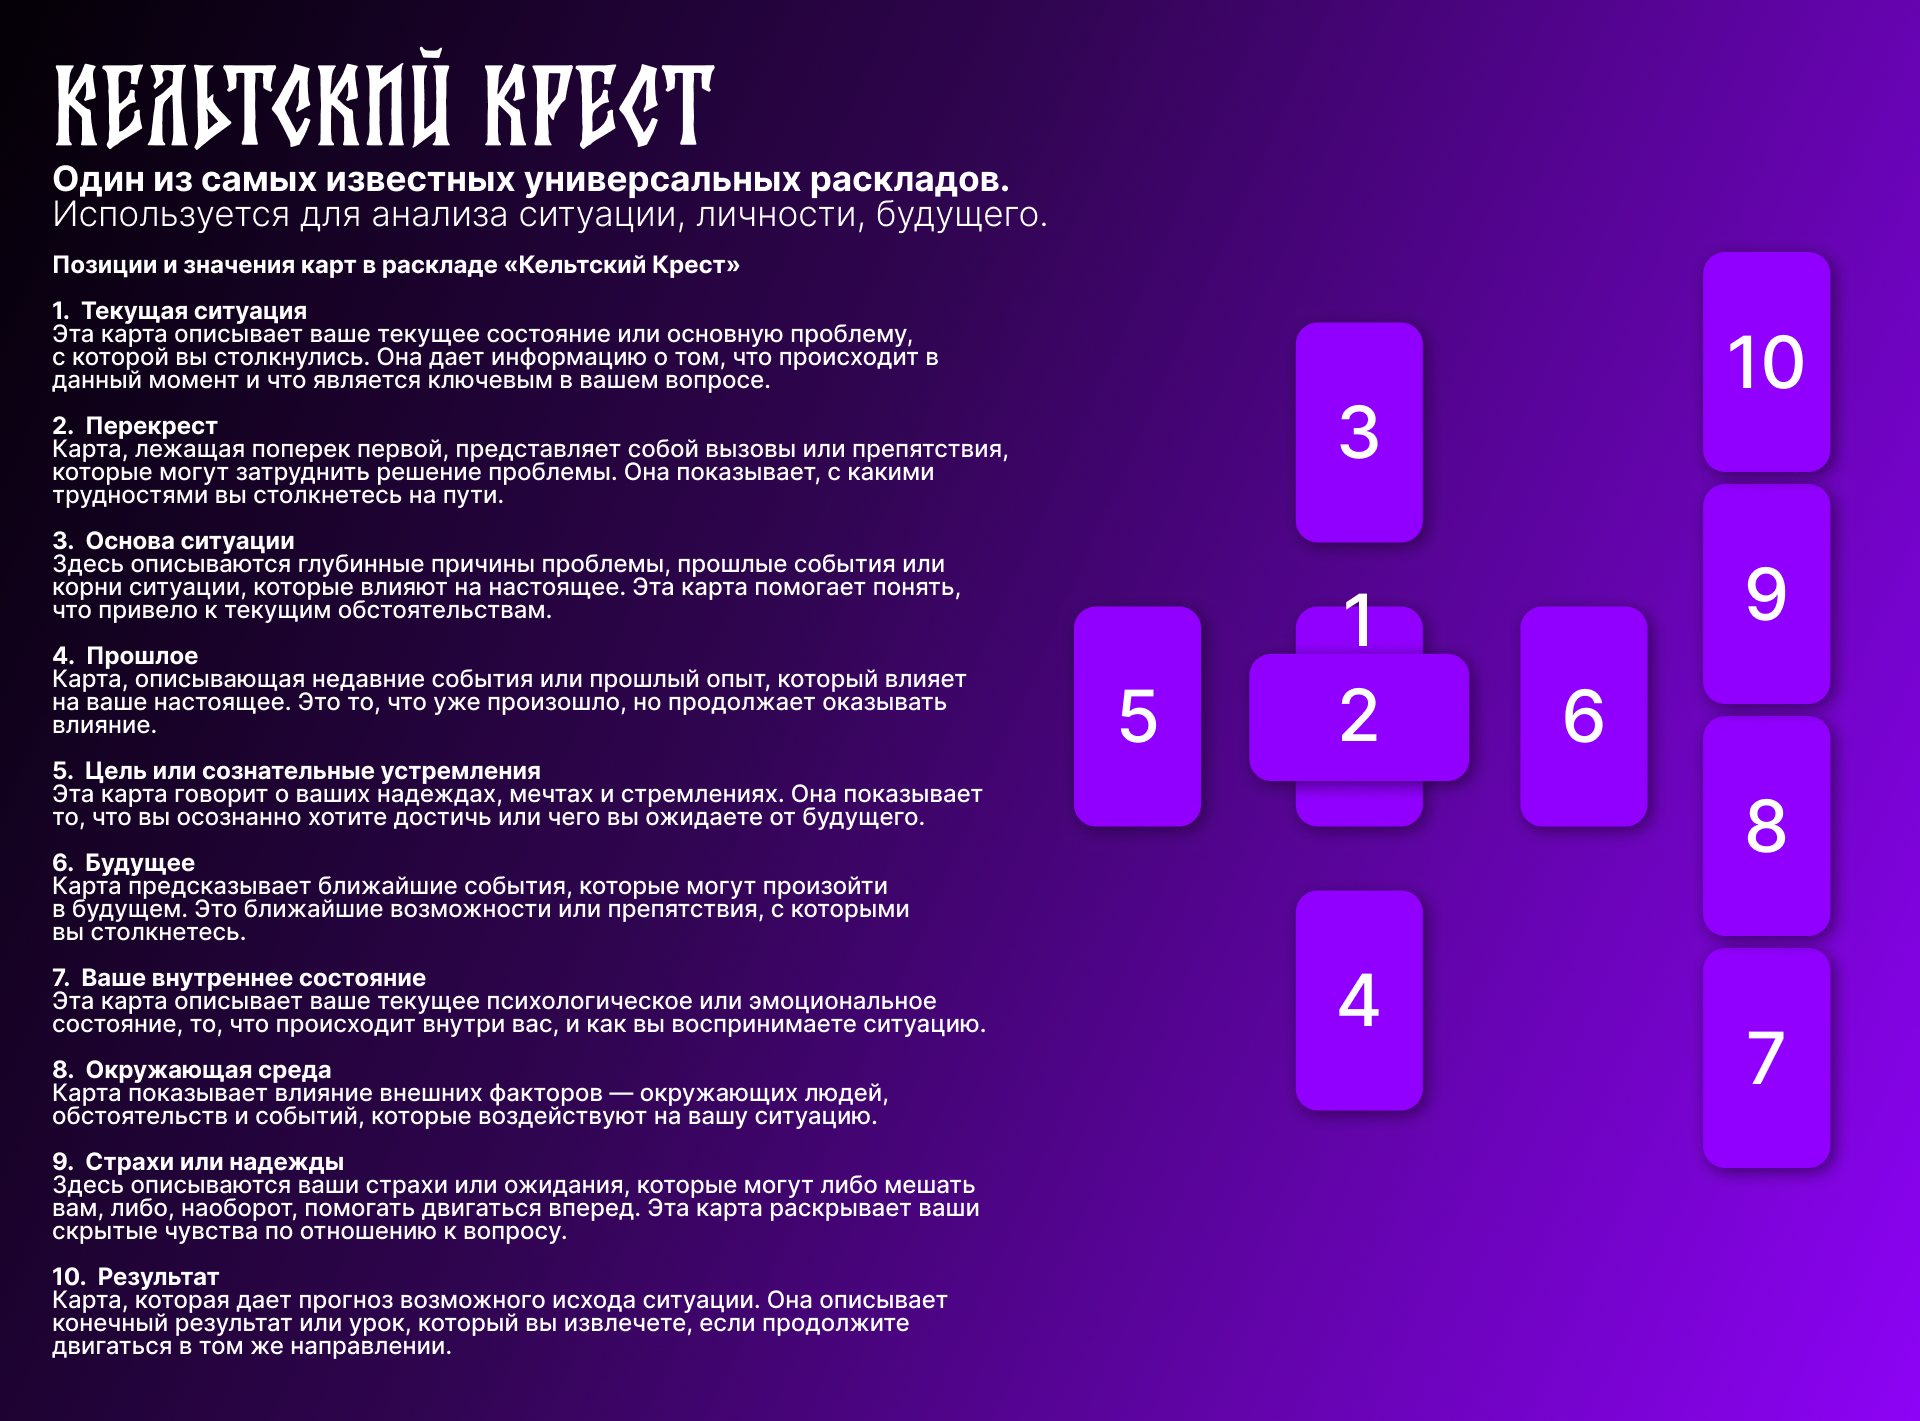 КЕЛЬТСКИЙ КРЕСТ
Один из самых известных универсальных раскладов.
Используется для анализа ситуации, личности, будущего.
Позиции и значения карт в раскладе «Кельтский Крест»
1. Текущая ситуация
Эта карта описывает ваше текущее состояние или основную проблему,
с которой вы столкнулись. Она дает информацию о том, что происходит в
данный момент и что является ключевым в вашем вопросе.
2. Перекрест
Карта, лежащая поперек первой, представляет собой вызовы или препятствия,
которые могут затруднить решение проблемы. Она показывает, с какими
трудностями вы столкнетесь на пути.
3. Основа ситуации
Здесь описываются глубинные причины проблемы, прошлые события или
корни ситуации, которые влияют на настоящее. Эта карта помогает понять,
что привело к текущим обстоятельствам.
4. Прошлое
Карта, описывающая недавние события или прошлый опыт, который влияет
на ваше настоящее. Это то, что уже произошло, но продолжает оказывать
влияние.
5. Цель или сознательные устремления
Эта карта говорит о ваших надеждах, мечтах и стремлениях. Она показывает
то, что вы осознанно хотите достичь или чего вы ожидаете от будущего.
6. Будущее
Карта предсказывает ближайшие события, которые могут произойти
в будущем. Это ближайшие возможности или препятствия, с которыми
вы столкнетесь.
7. Ваше внутреннее состояние
Эта карта описывает ваше текущее психологическое или эмоциональное
состояние, то, что происходит внутри вас, и как вы воспринимаете ситуацию.
8. Окружающая среда
Карта показывает влияние внешних факторов — окружающих людей,
обстоятельств и событий, которые воздействуют на вашу ситуацию.
9. Страхи или надежды
Здесь описываются ваши страхи или ожидания, которые могут либо мешать
вам, либо, наоборот, помогать двигаться вперед. Эта карта раскрывает ваши
скрытые чувства по отношению к вопросу.
10. Результат
Карта, которая дает прогноз возможного исхода ситуации. Она описывает
конечный результат или урок, который вы извлечете, если продолжите
двигаться в том же направлении.
3
1
5
2
6
4
10
9
8
7